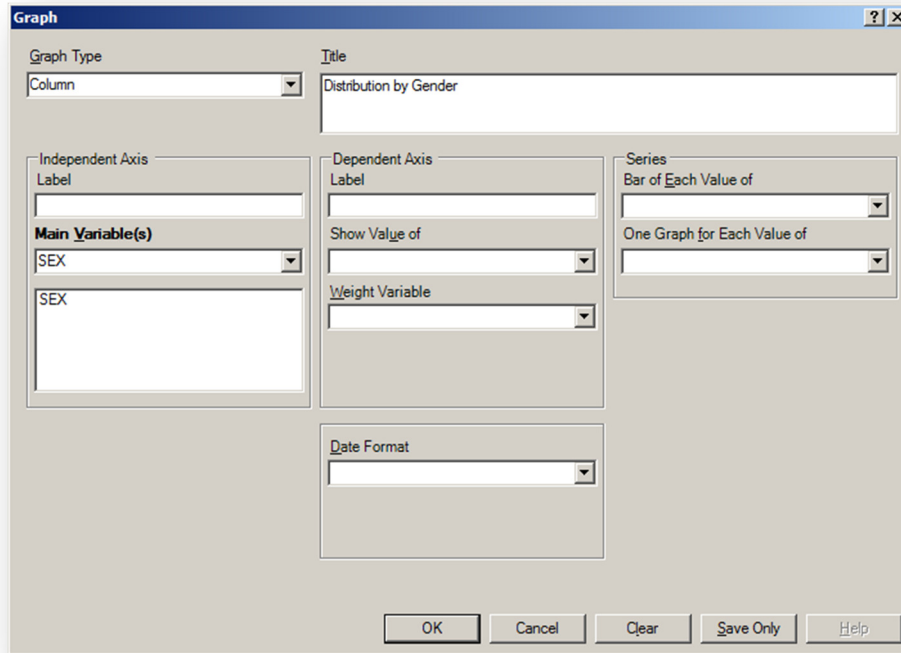 Graph
Graph Type
Title
Column
Distribution by Gender
Independent Axis
Label
Main Variable(s)
SEX
SEX
Dependent Axis
Label
Show Value of
Weight Variable
Series
Bar of Each Value of
One Graph for Each Value of
Date Format
OK
Cancel
Clear
Save Only
Help